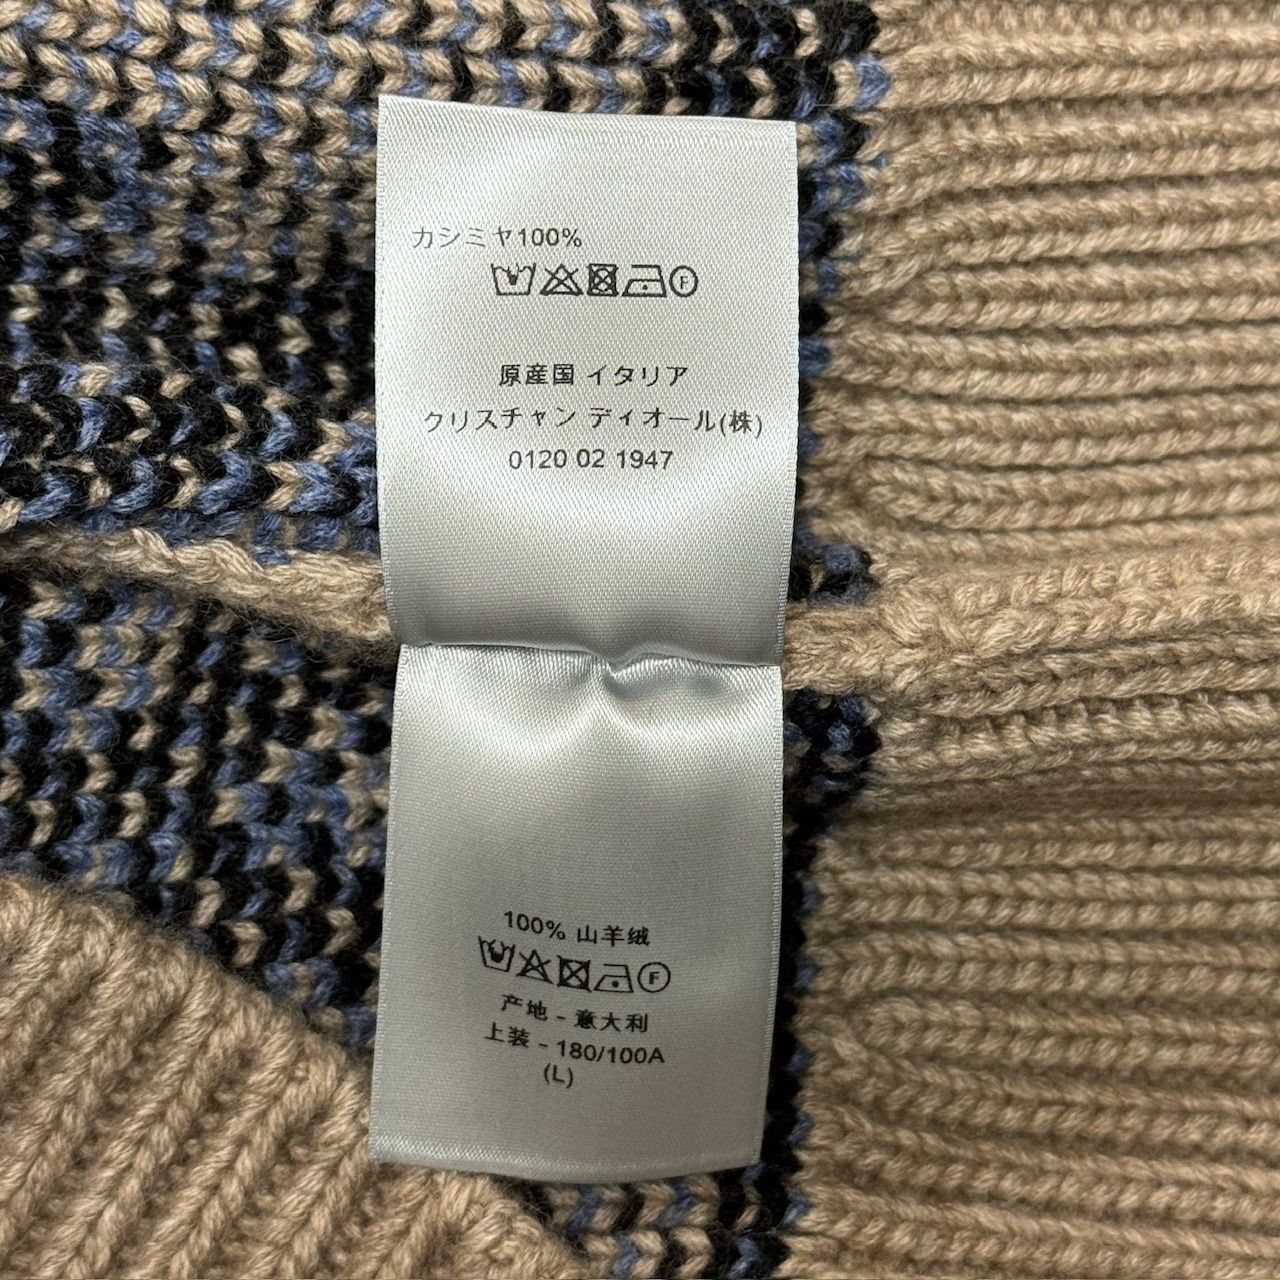 カシミヤ100%
F
原産国 イタリア
クリスチャン ディオール(株)
0120 02 1947
100% 山羊绒
F
产地 - 意大利
上装 - 180/100A
(L)